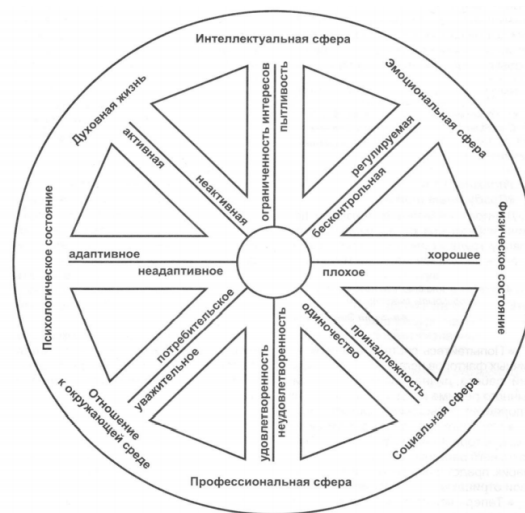 Интеллектуальная сфера
Эмоциональная сфера
Физическое состояние
Социальная сфера
Профессиональная сфера
Отношение
к окружающей среде
Психологическое состояние
Духовная жизнь
ограниченность интересов
пытливость
регулируемая
бесконтрольная
хорошее
плохое
принадлежность
одиночество
неудовлетворенность
удовлетворенность
потребительское
уважительное
адаптивное
неадаптивное
активная
неактивная